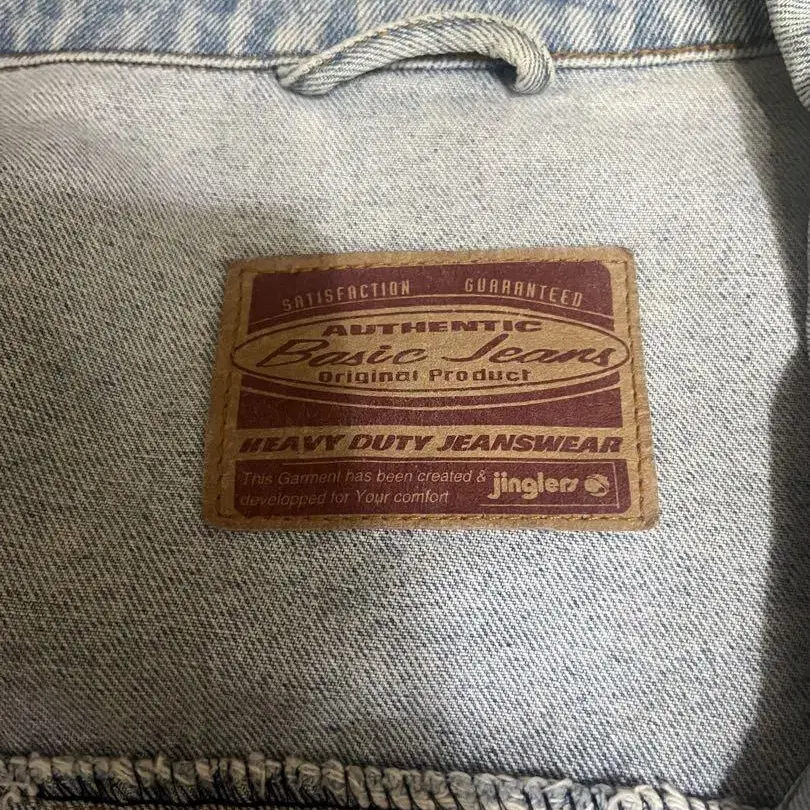 SATISFACTION GUARANTEED
AUTHENTIC
Basic Jeans
Original Product
HEAVY DUTY JEANSWEAR
This Garment has been created &
developped for Your comfort
jinglers